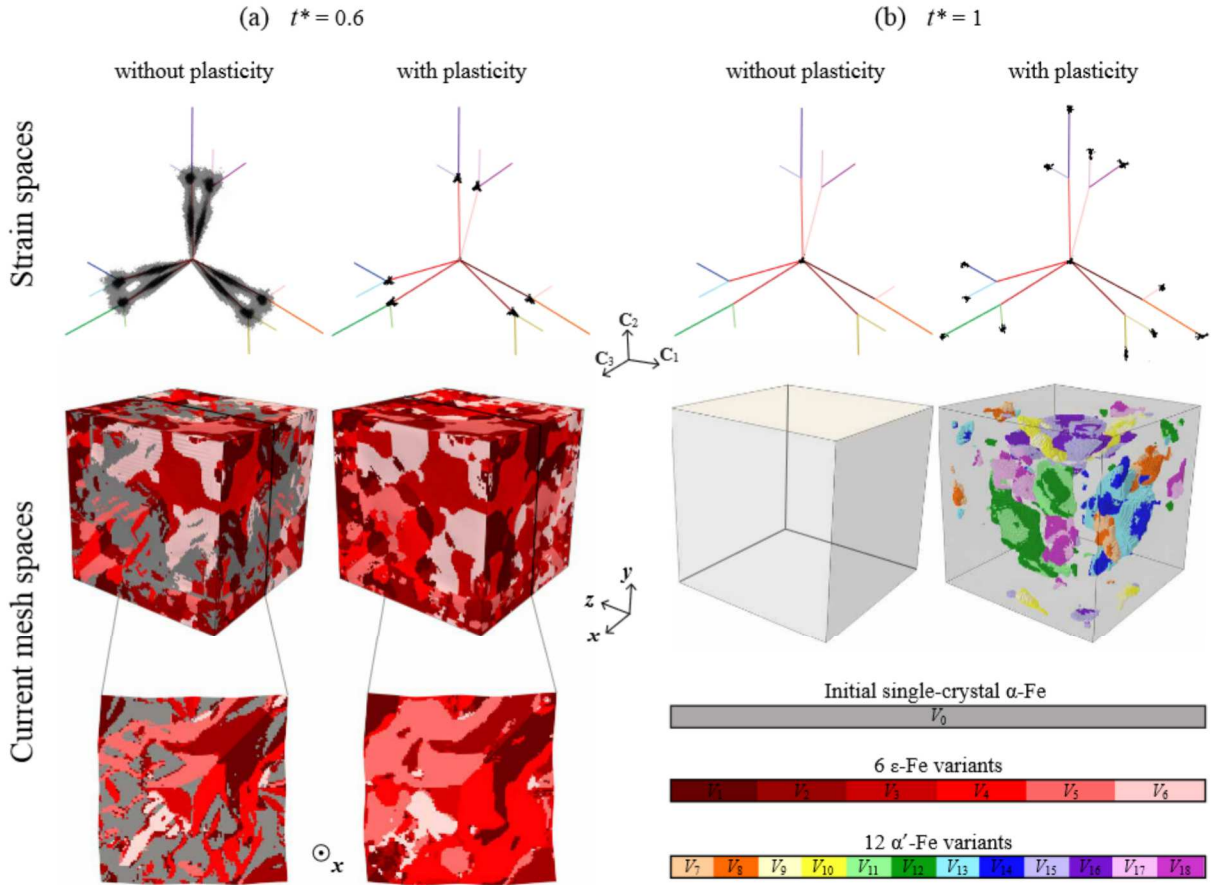 (a) t* = 0.6
(b) t* = 1
without plasticity
with plasticity
without plasticity
with plasticity
Strain spaces
C₂
C₃
C₁
Current mesh spaces
y
z
x
x
Initial single-crystal α-Fe
V₀
6 ε-Fe variants
V₁ V₂ V₃ V₄ V₅ V₆
12 α′-Fe variants
V₇ V₈ V₉ V₁₀ V₁₁ V₁₂ V₁₃ V₁₄ V₁₅ V₁₆ V₁₇ V₁₈